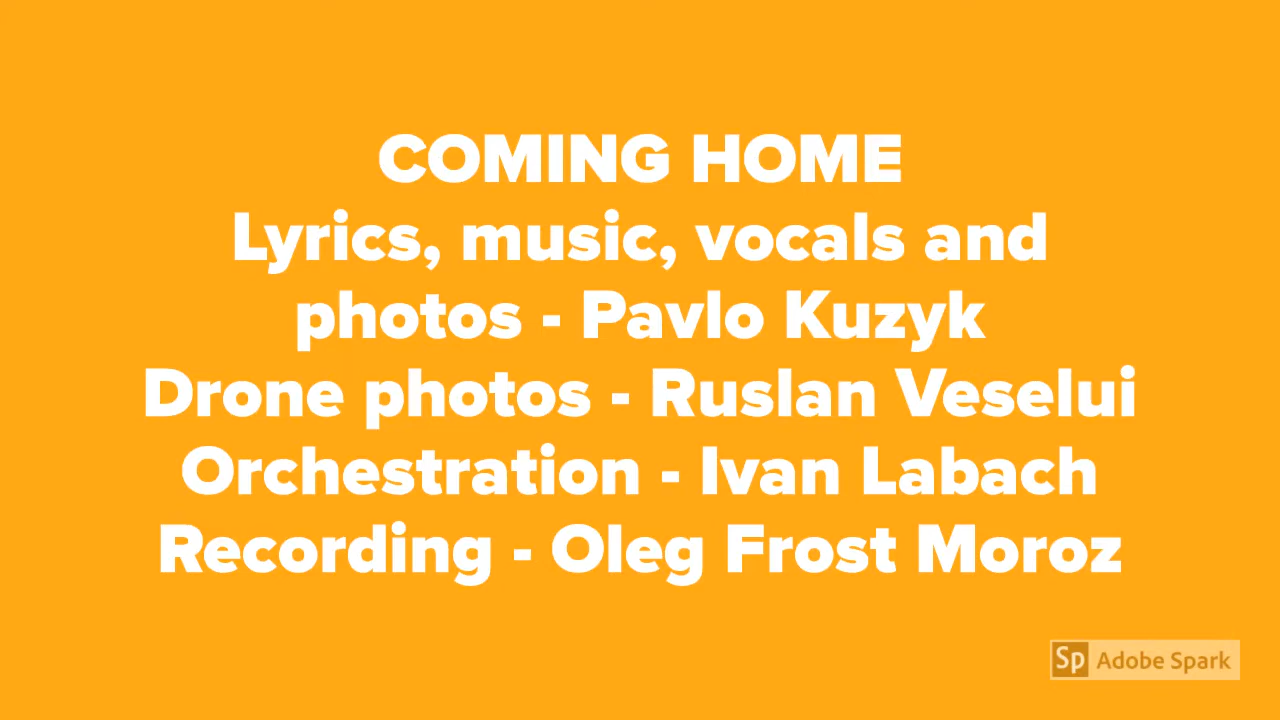 COMING HOME
Lyrics, music, vocals and
photos - Pavlo Kuzyk
Drone photos - Ruslan Veselui
Orchestration - Ivan Labach
Recording - Oleg Frost Moroz
Sp Adobe Spark